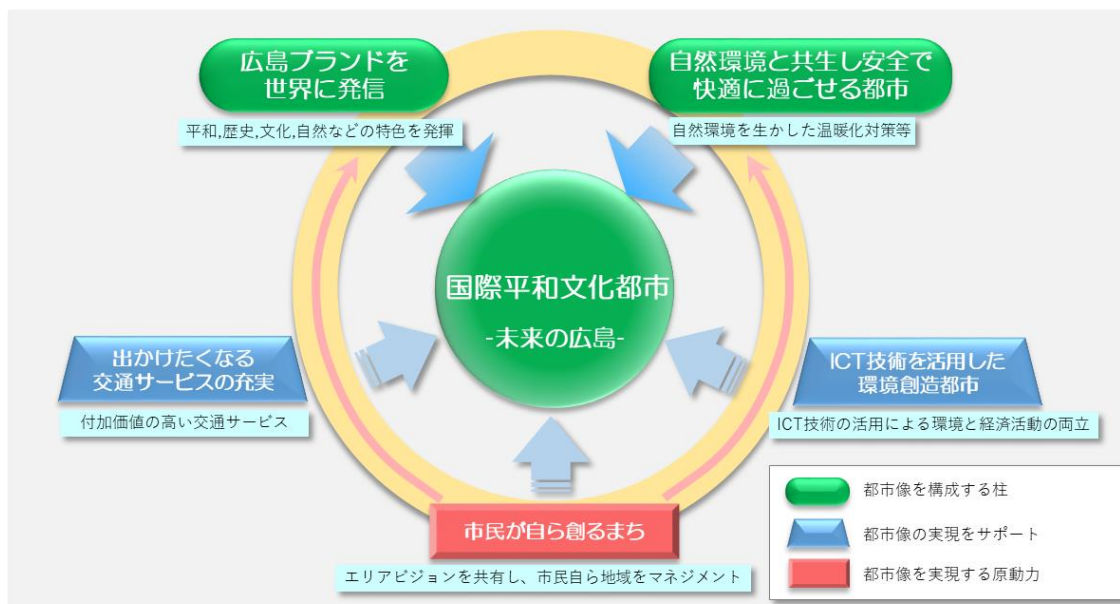 広島ブランドを
世界に発信
平和,歴史,文化,自然などの特色を発揮
自然環境と共生し安全で
快適に過ごせる都市
自然環境を生かした温暖化対策等
国際平和文化都市
-未来の広島-
出かけたくなる
交通サービスの充実
付加価値の高い交通サービス
ICT技術を活用した
環境創造都市
ICT技術の活用による環境と経済活動の両立
市民が自ら創るまち
エリアビジョンを共有し、市民自ら地域をマネジメント
都市像を構成する柱
都市像の実現をサポート
都市像を実現する原動力